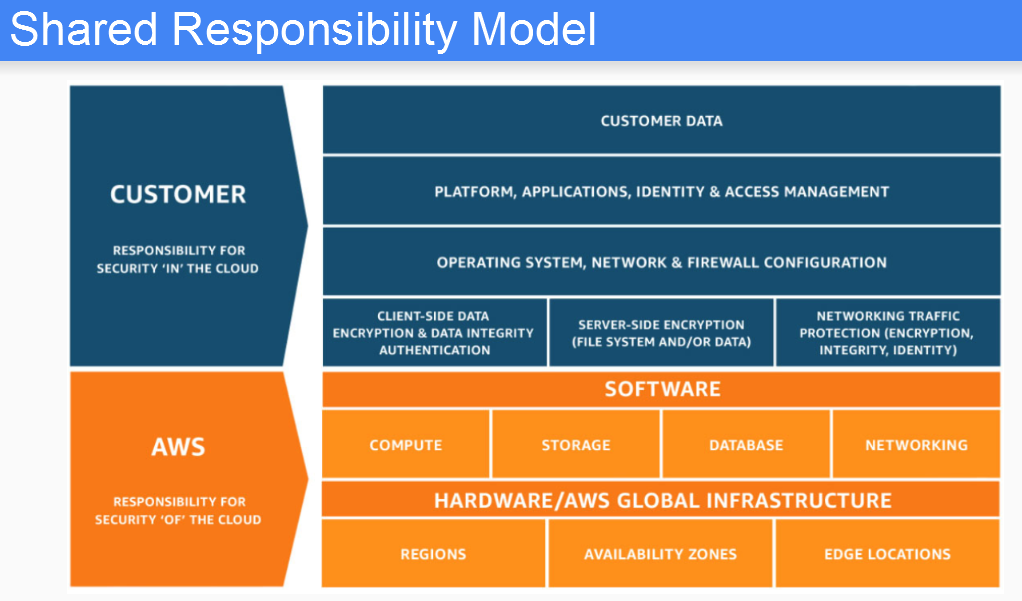 Shared Responsibility Model
CUSTOMER
RESPONSIBILITY FOR
SECURITY ‘IN’ THE CLOUD
CUSTOMER DATA
PLATFORM, APPLICATIONS, IDENTITY & ACCESS MANAGEMENT
OPERATING SYSTEM, NETWORK & FIREWALL CONFIGURATION
CLIENT-SIDE DATA
ENCRYPTION & DATA INTEGRITY
AUTHENTICATION
SERVER-SIDE ENCRYPTION
(FILE SYSTEM AND/OR DATA)
NETWORKING TRAFFIC
PROTECTION (ENCRYPTION,
INTEGRITY, IDENTITY)
AWS
RESPONSIBILITY FOR
SECURITY ‘OF’ THE CLOUD
SOFTWARE
COMPUTE
STORAGE
DATABASE
NETWORKING
HARDWARE/AWS GLOBAL INFRASTRUCTURE
REGIONS
AVAILABILITY ZONES
EDGE LOCATIONS